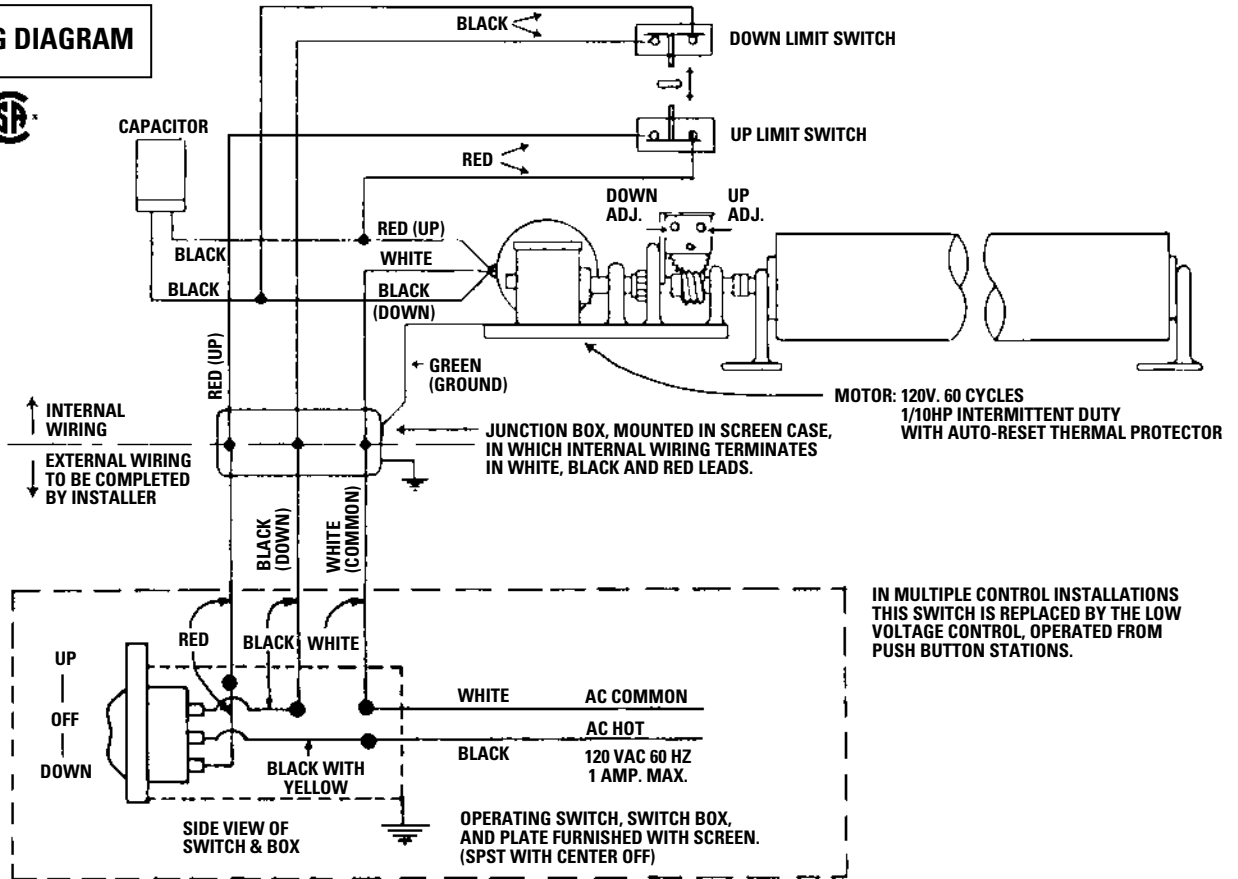 G DIAGRAM
SA
CAPACITOR
BLACK
DOWN LIMIT SWITCH
UP LIMIT SWITCH
RED
DOWN
ADJ.
UP
ADJ.
RED (UP)
BLACK
WHITE
BLACK
BLACK
(DOWN)
RED (UP)
GREEN
(GROUND)
MOTOR: 120V. 60 CYCLES
1/10HP INTERMITTENT DUTY
WITH AUTO-RESET THERMAL PROTECTOR
INTERNAL
WIRING
EXTERNAL WIRING
TO BE COMPLETED
BY INSTALLER
JUNCTION BOX, MOUNTED IN SCREEN CASE,
IN WHICH INTERNAL WIRING TERMINATES
IN WHITE, BLACK AND RED LEADS.
BLACK
(DOWN)
WHITE
(COMMON)
IN MULTIPLE CONTROL INSTALLATIONS
THIS SWITCH IS REPLACED BY THE LOW
VOLTAGE CONTROL, OPERATED FROM
PUSH BUTTON STATIONS.
RED
BLACK
WHITE
UP
OFF
DOWN
WHITE
AC COMMON
AC HOT
BLACK
120 VAC 60 HZ
1 AMP. MAX.
BLACK WITH
YELLOW
SIDE VIEW OF
SWITCH & BOX
OPERATING SWITCH, SWITCH BOX,
AND PLATE FURNISHED WITH SCREEN.
(SPST WITH CENTER OFF)